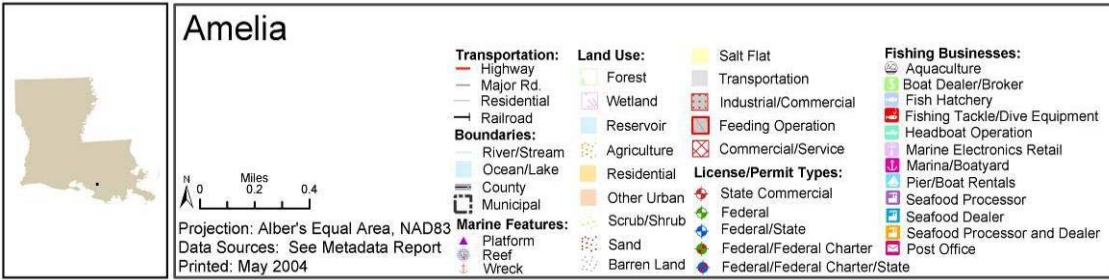 Amelia
N
Miles
0 0.2 0.4
Projection: Alber's Equal Area, NAD83
Data Sources: See Metadata Report
Printed: May 2004
Transportation:
Highway
Major Rd.
Residential
Railroad
Boundaries:
River/Stream
Ocean/Lake
County
Municipal
Marine Features:
Platform
Reef
Wreck
Land Use:
Forest
Wetland
Reservoir
Agriculture
Residential
Other Urban
Scrub/Shrub
Sand
Barren Land
Salt Flat
Transportation
Industrial/Commercial
Feeding Operation
Commercial/Service
License/Permit Types:
State Commercial
Federal
Federal/State
Federal/Federal Charter
Federal/Federal Charter/State
Fishing Businesses:
Aquaculture
Boat Dealer/Broker
Fish Hatchery
Fishing Tackle/Dive Equipment
Headboat Operation
Marine Electronics Retail
Marina/Boatyard
Pier/Boat Rentals
Seafood Processor
Seafood Dealer
Seafood Processor and Dealer
Post Office